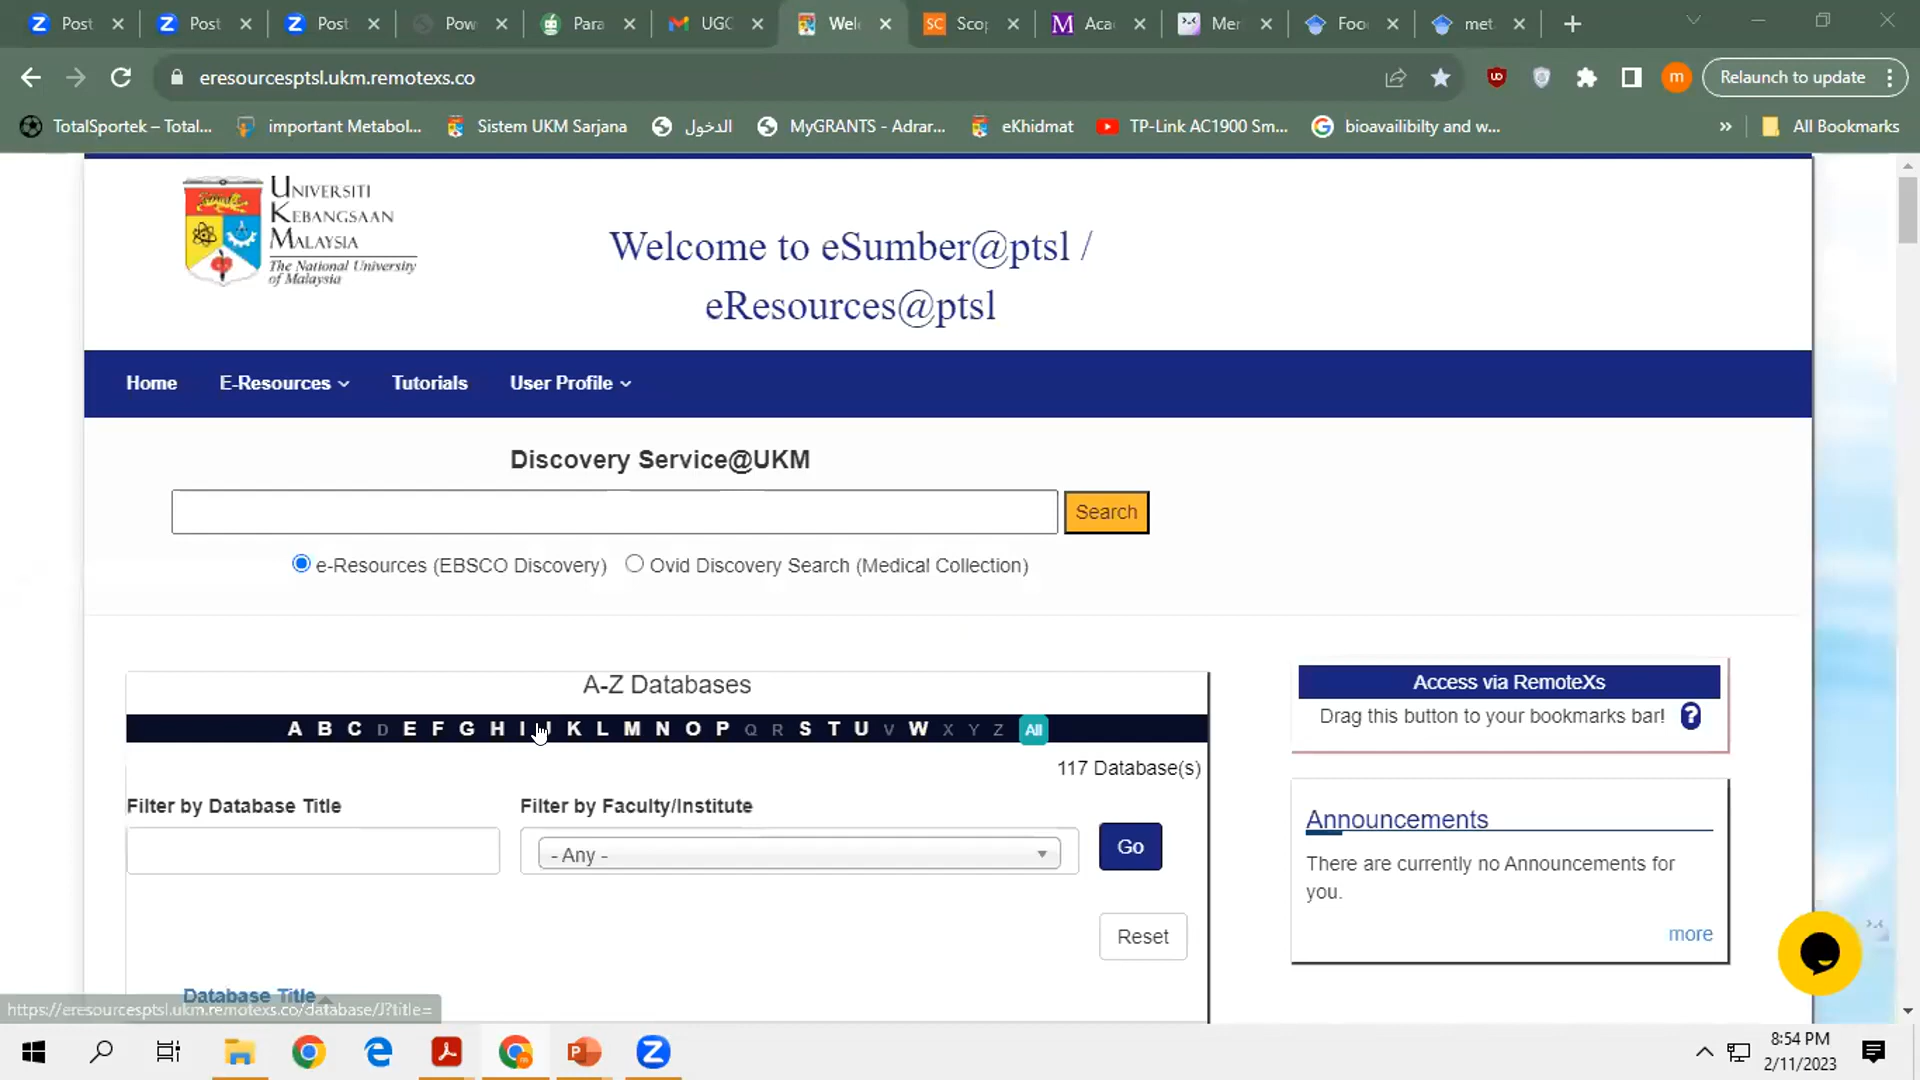 Post
Post
Post
Pow
Para
UGC
Wel
Sco
Aca
Mer
Foo
met
eresourcesptsl.ukm.remotexs.co
Relaunch to update
TotalSportek – Total...
important Metabol...
Sistem UKM Sarjana
الدخول
MyGRANTS - Adrar...
eKhidmat
TP-Link AC1900 Sm...
bioavailibilty and w...
All Bookmarks
UNIVERSITI
KEBANGSAAN
MALAYSIA
The National University
of Malaysia
Welcome to eSumber@ptsl /
eResources@ptsl
Home E-Resources Tutorials User Profile
Discovery Service@UKM
Search
e-Resources (EBSCO Discovery) Ovid Discovery Search (Medical Collection)
A-Z Databases
A B C D E F G H I J K L M N O P Q R S T U V W X Y Z All
117 Database(s)
Filter by Database Title
Filter by Faculty/Institute
- Any -
Go
Reset
Database Title
Access via RemoteXs
Drag this button to your bookmarks bar!
Announcements
There are currently no Announcements for
you.
more
https://eresourcesptsl.ukm.remotexs.co/database/J?title=
8:54 PM
2/11/2023